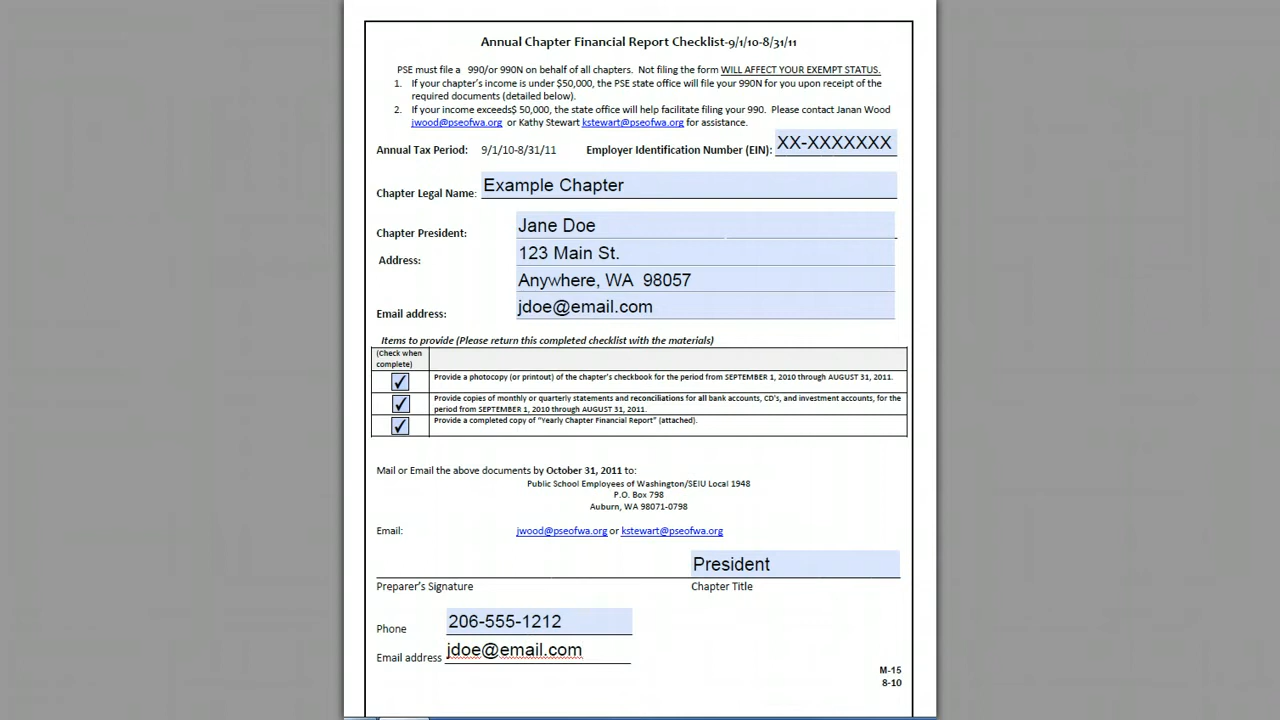 Annual Chapter Financial Report Checklist-9/1/10-8/31/11
PSE must file a 990/or 990N on behalf of all chapters. Not filing the form WILL AFFECT YOUR EXEMPT STATUS.
1. If your chapter's income is under $50,000, the PSE state office will file your 990N for you upon receipt of the
required documents (detailed below).
2. If your income exceeds$ 50,000, the state office will help facilitate filing your 990. Please contact Janan Wood
jwood@pseofwa.org or Kathy Stewart kstewart@pseofwa.org for assistance.
Annual Tax Period: 9/1/10-8/31/11 Employer Identification Number (EIN): XX-XXXXXXX
Chapter Legal Name: Example Chapter
Chapter President: Jane Doe
Address: 123 Main St.
Anywhere, WA 98057
Email address: jdoe@email.com
Items to provide (Please return this completed checklist with the materials)
(Check when
complete)
Provide a photocopy (or printout) of the chapter's checkbook for the period from SEPTEMBER 1, 2010 through AUGUST 31, 2011.
Provide copies of monthly or quarterly statements and reconciliations for all bank accounts, CD's, and investment accounts, for the
period from SEPTEMBER 1, 2010 through AUGUST 31, 2011.
Provide a completed copy of "Yearly Chapter Financial Report" (attached).
Mail or Email the above documents by October 31, 2011 to:
Public School Employees of Washington/SEIU Local 1948
P.O. Box 798
Auburn, WA 98071-0798
Email: jwood@pseofwa.org or kstewart@pseofwa.org
President
Preparer's Signature Chapter Title
Phone 206-555-1212
Email address jdoe@email.com
M-15
8-10